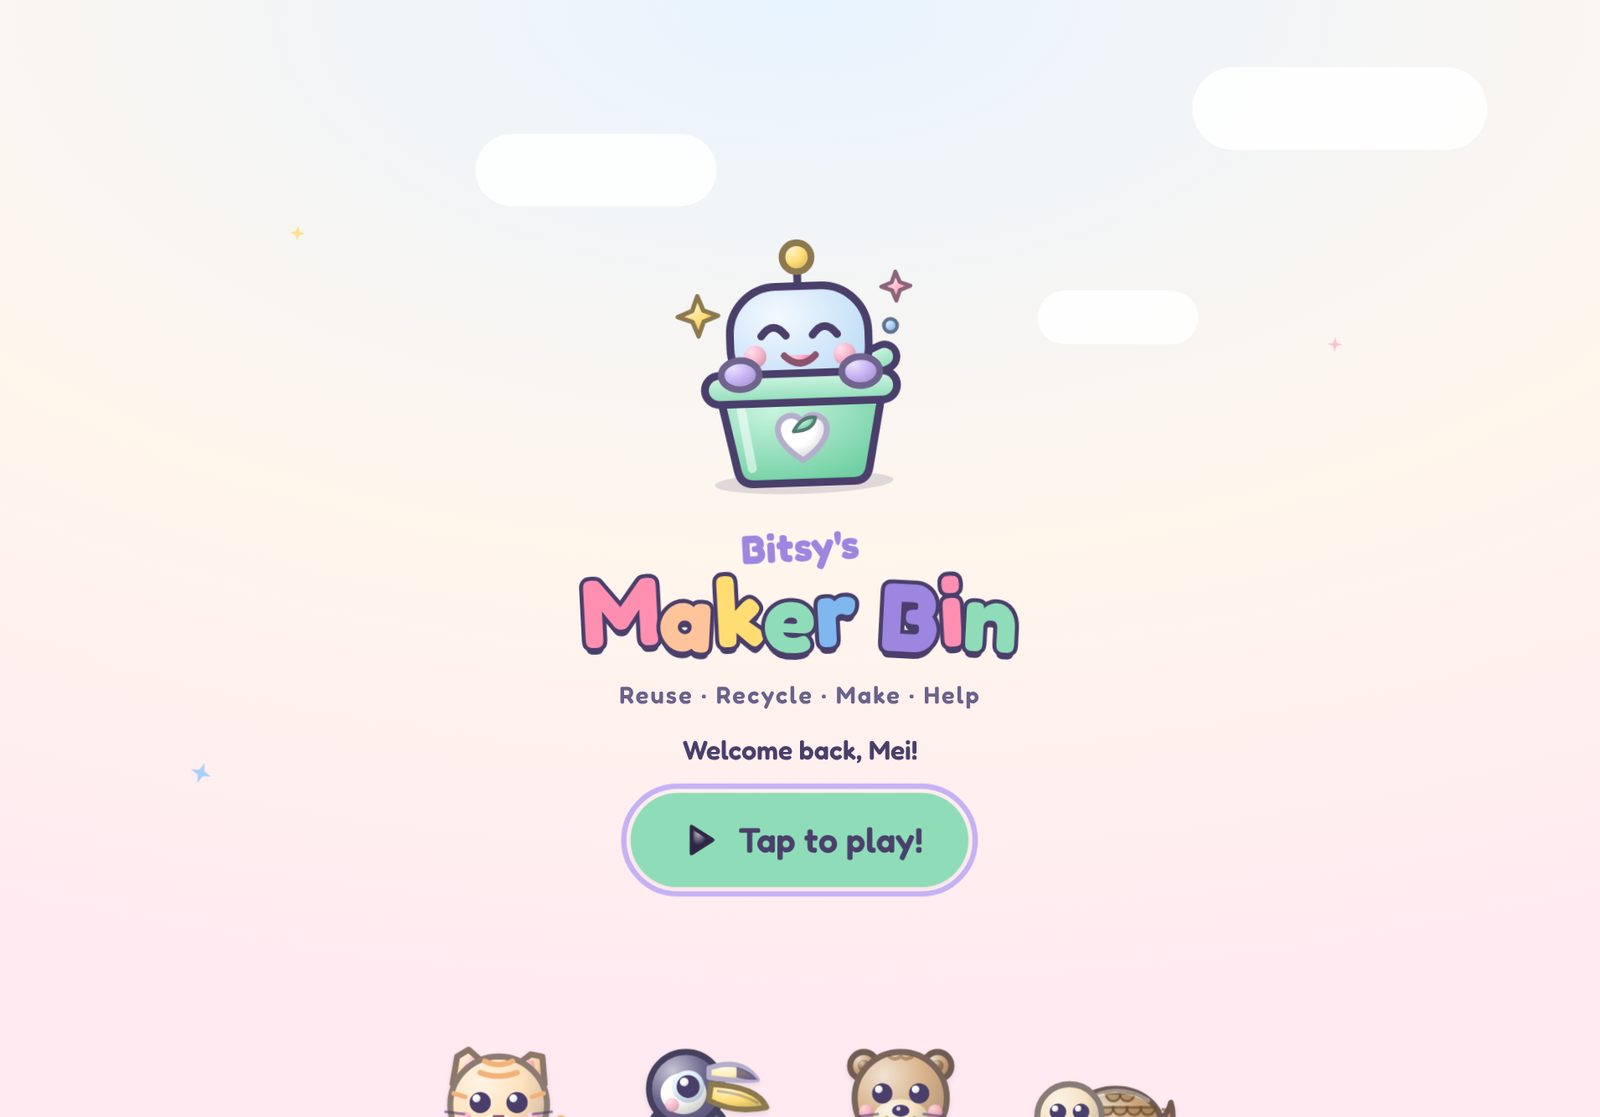 Bitsy's
Maker Bin
Reuse · Recycle · Make · Help
Welcome back, Mei!
Tap to play!